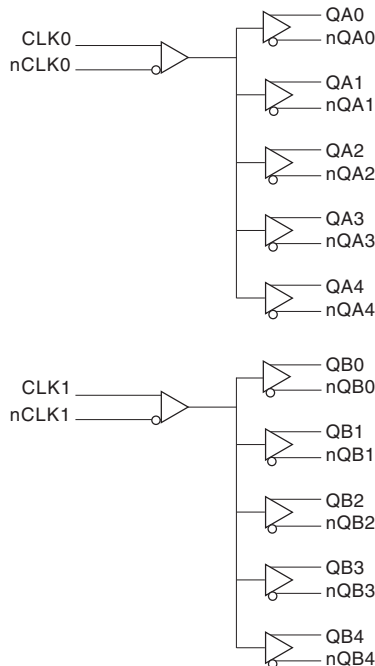 QA0
CLK0
nQA0
nCLK0
QA1
nQA1
QA2
nQA2
QA3
nQA3
QA4
nQA4
QB0
CLK1
nQB0
nCLK1
QB1
nQB1
QB2
nQB2
QB3
nQB3
QB4
nQB4